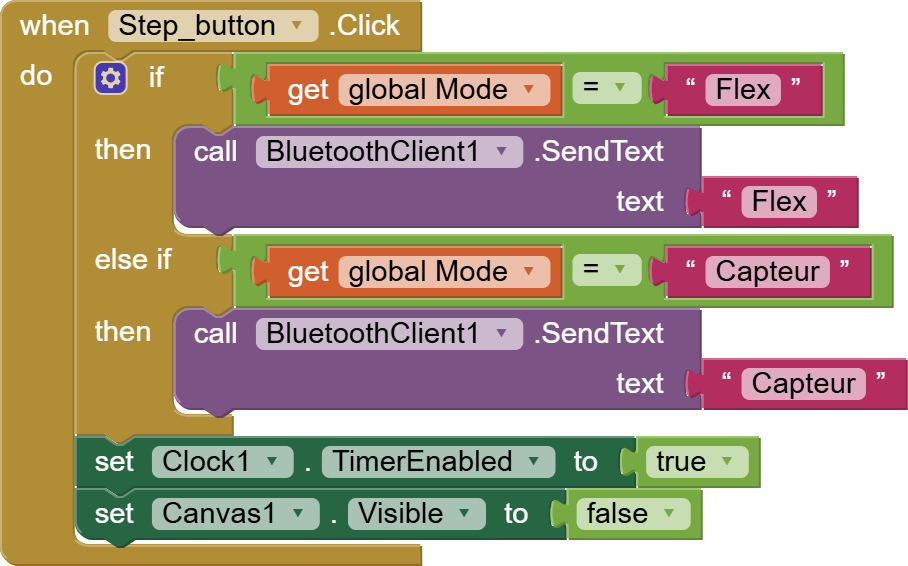 when Step_button .Click
do if get global Mode = “ Flex ”
then call BluetoothClient1 .SendText
text “ Flex ”
else if get global Mode = “ Capteur ”
then call BluetoothClient1 .SendText
text “ Capteur ”
set Clock1 . TimerEnabled to true
set Canvas1 . Visible to false